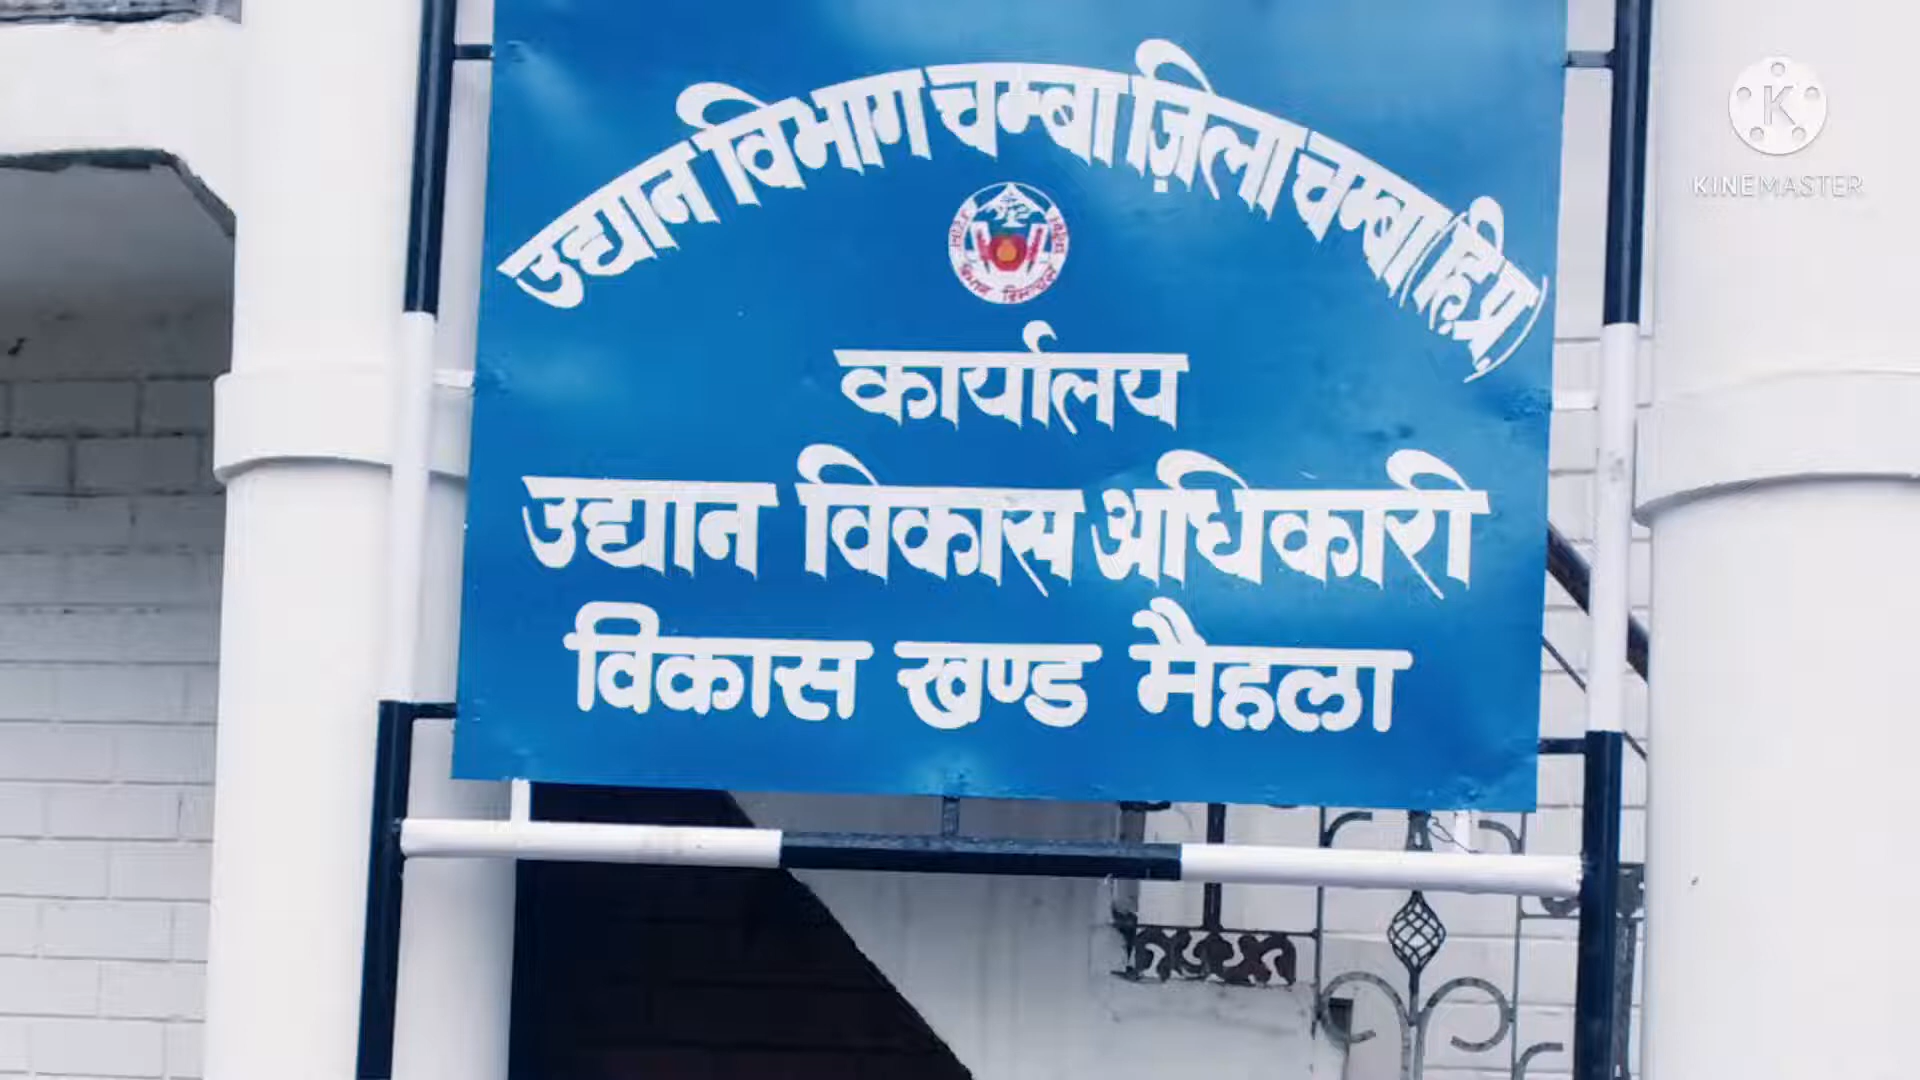 उद्यान विभाग चम्बा ज़िला चम्बा (हि.प्र.)
कार्यालय
उद्यान विकास अधिकारी
विकास खण्ड मैहला
KINEMASTER